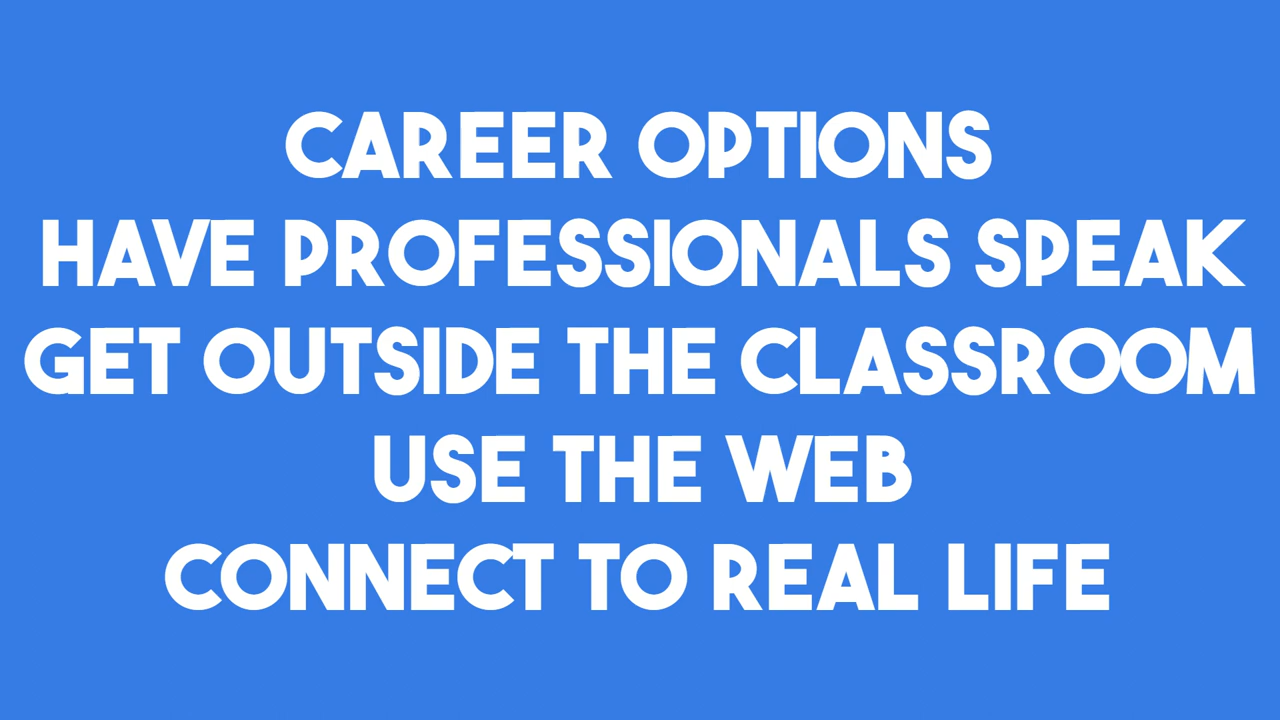 CAREER OPTIONS
HAVE PROFESSIONALS SPEAK
GET OUTSIDE THE CLASSROOM
USE THE WEB
CONNECT TO REAL LIFE